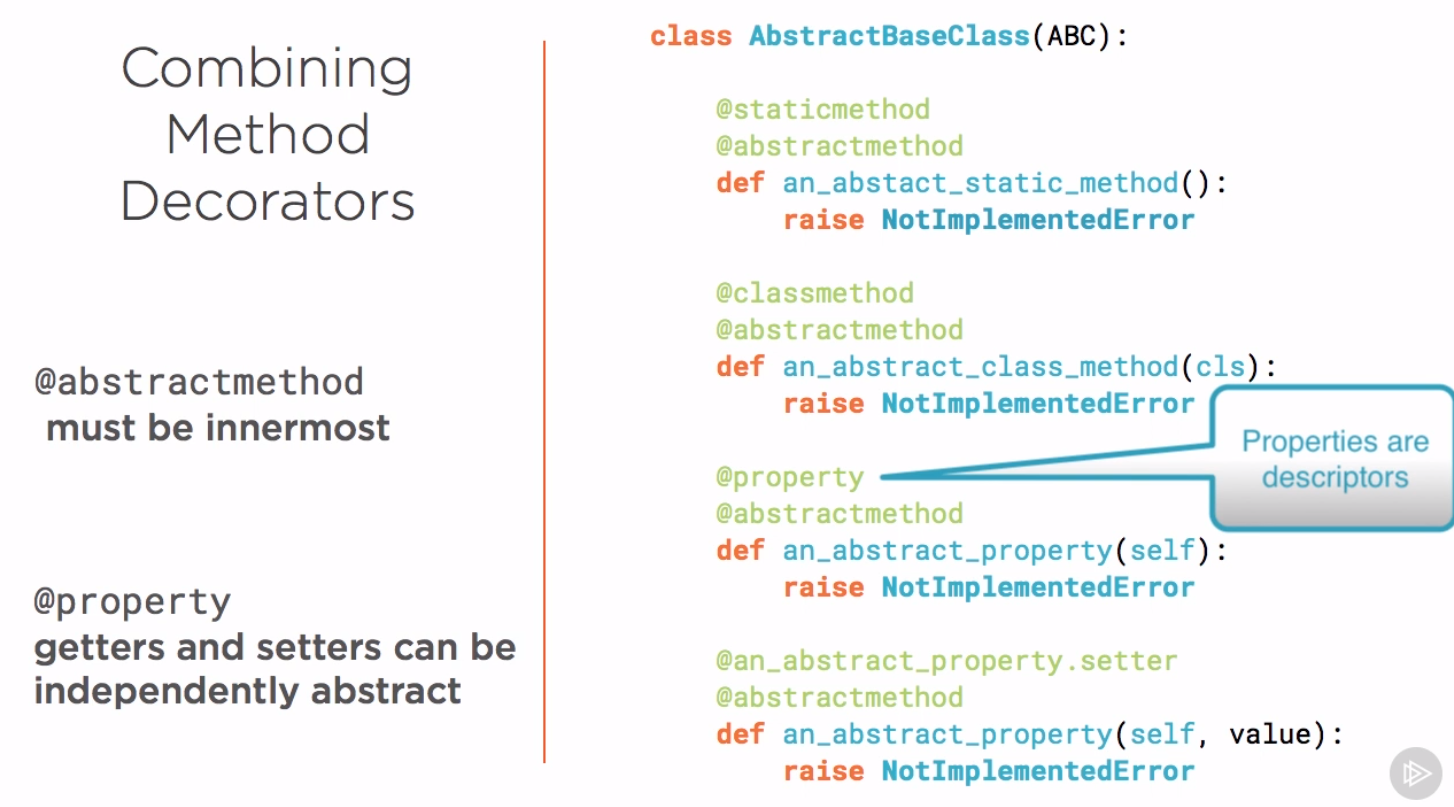 Combining
Method
Decorators
@abstractmethod
must be innermost
@property
getters and setters can be
independently abstract
class AbstractBaseClass(ABC):
@staticmethod
@abstractmethod
def an_abstact_static_method():
raise NotImplementedError
@classmethod
@abstractmethod
def an_abstract_class_method(cls):
raise NotImplementedError
@property
@abstractmethod
def an_abstract_property(self):
raise NotImplementedError
@an_abstract_property.setter
@abstractmethod
def an_abstract_property(self, value):
raise NotImplementedError
Properties are
descriptors